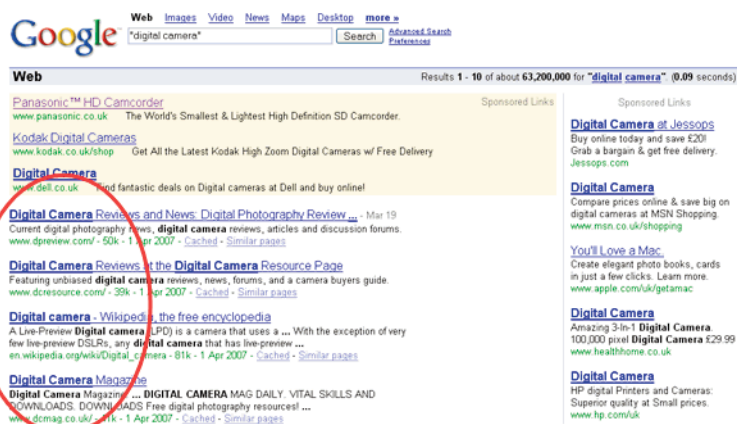 Web Images Video News Maps Desktop more »
Google
"digital camera" Search Advanced Search
Preferences
Web Results 1 - 10 of about 63,200,000 for "digital camera". (0.09 seconds)
Panasonic™ HD Camcorder Sponsored Links
www.panasonic.co.uk The World's Smallest & Lightest High Definition SD Camcorder.
Kodak Digital Cameras
www.kodak.co.uk/shop Get All the Latest Kodak High Zoom Digital Cameras w/ Free Delivery
Digital Camera
www.dell.co.uk Find fantastic deals on Digital cameras at Dell and buy online!
Digital Camera Reviews and News: Digital Photography Review ... - Mar 19
Current digital photography news, digital camera reviews, articles and discussion forums.
www.dpreview.com/ - 50k - 1 Apr 2007 - Cached - Similar pages
Digital Camera Reviews at the Digital Camera Resource Page
Featuring unbiased digital camera reviews, news, forums, and a camera buyers guide.
www.dcresource.com/ - 39k - 1 Apr 2007 - Cached - Similar pages
Digital camera - Wikipedia, the free encyclopedia
A Live-Preview Digital camera (LPD) is a camera that uses a ... With the exception of very
few live-preview DSLRs, any digital camera that has live-preview ...
en.wikipedia.org/wiki/Digital_camera - 81k - 1 Apr 2007 - Cached - Similar pages
Digital Camera Magazine
Digital Camera Magazine ... DIGITAL CAMERA MAG DAILY. VITAL SKILLS AND
DOWNLOADS. DOWNLOADS Free digital photography resources! ...
www.dcmag.co.uk/ - 1 Apr 2007 - Cached - Similar pages
Sponsored Links
Digital Camera at Jessops
Buy online today and save £20!
Grab a bargain & get free delivery.
Jessops.com
Digital Camera
Compare prices online & save big on
digital cameras at MSN Shopping.
www.msn.co.uk/shopping
You'll Love a Mac.
Create elegant photo books, cards
in just a few clicks. Learn more.
www.apple.com/uk/getamac
Digital Camera
Amazing 3-In-1 Digital Camera.
100,000 pixel Digital Camera £29.99
www.healthhome.co.uk
Digital Camera
HP digital Printers and Cameras:
Superior quality at Small prices.
www.hp.com/uk